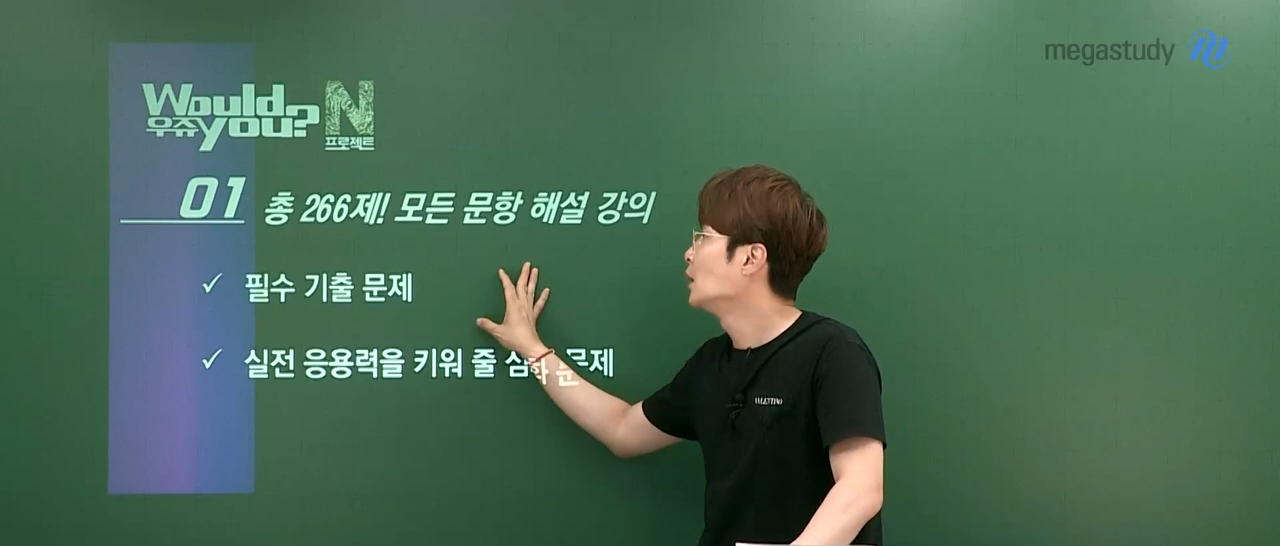 megastudy M
Would
우쥬 you? N
프로젝트
01 총 266제! 모든 문항 해설 강의
✓ 필수 기출 문제
✓ 실전 응용력을 키워 줄 심화 문제
VALENTINO